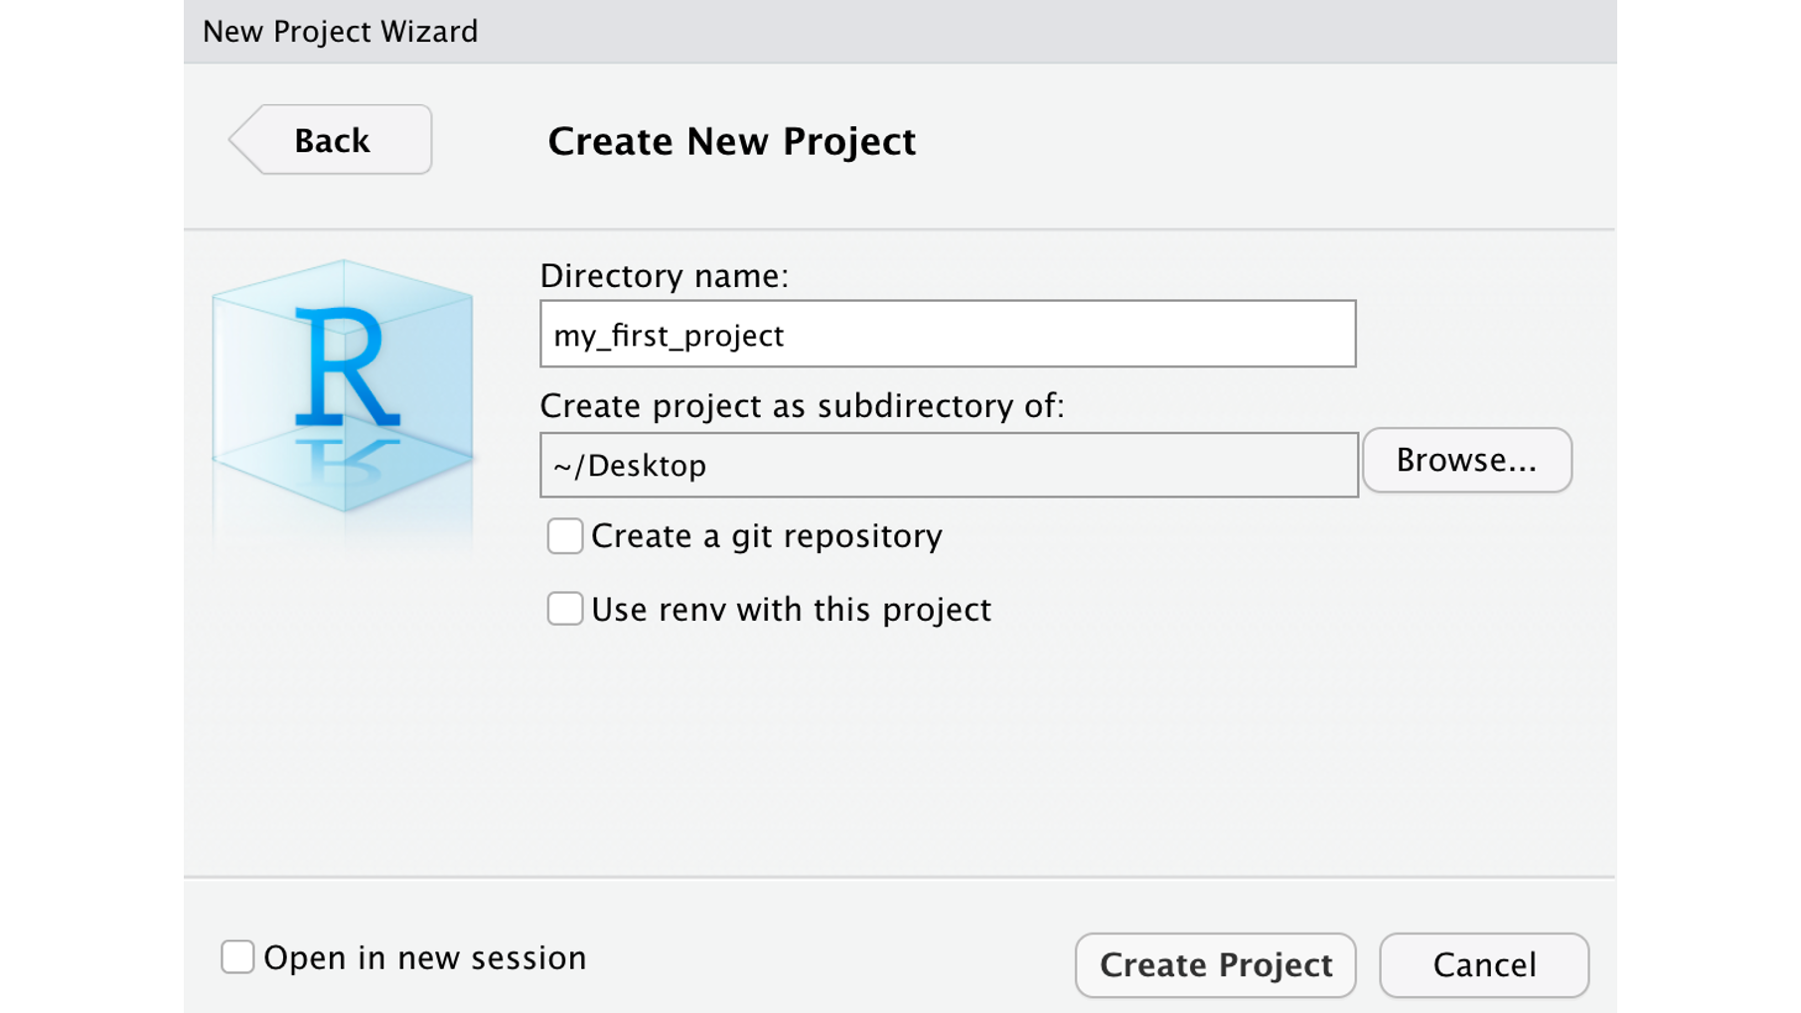 New Project Wizard
Back
Create New Project
R
Directory name:
my_first_project
Create project as subdirectory of:
~/Desktop
Browse...
Create a git repository
Use renv with this project
Open in new session
Create Project
Cancel